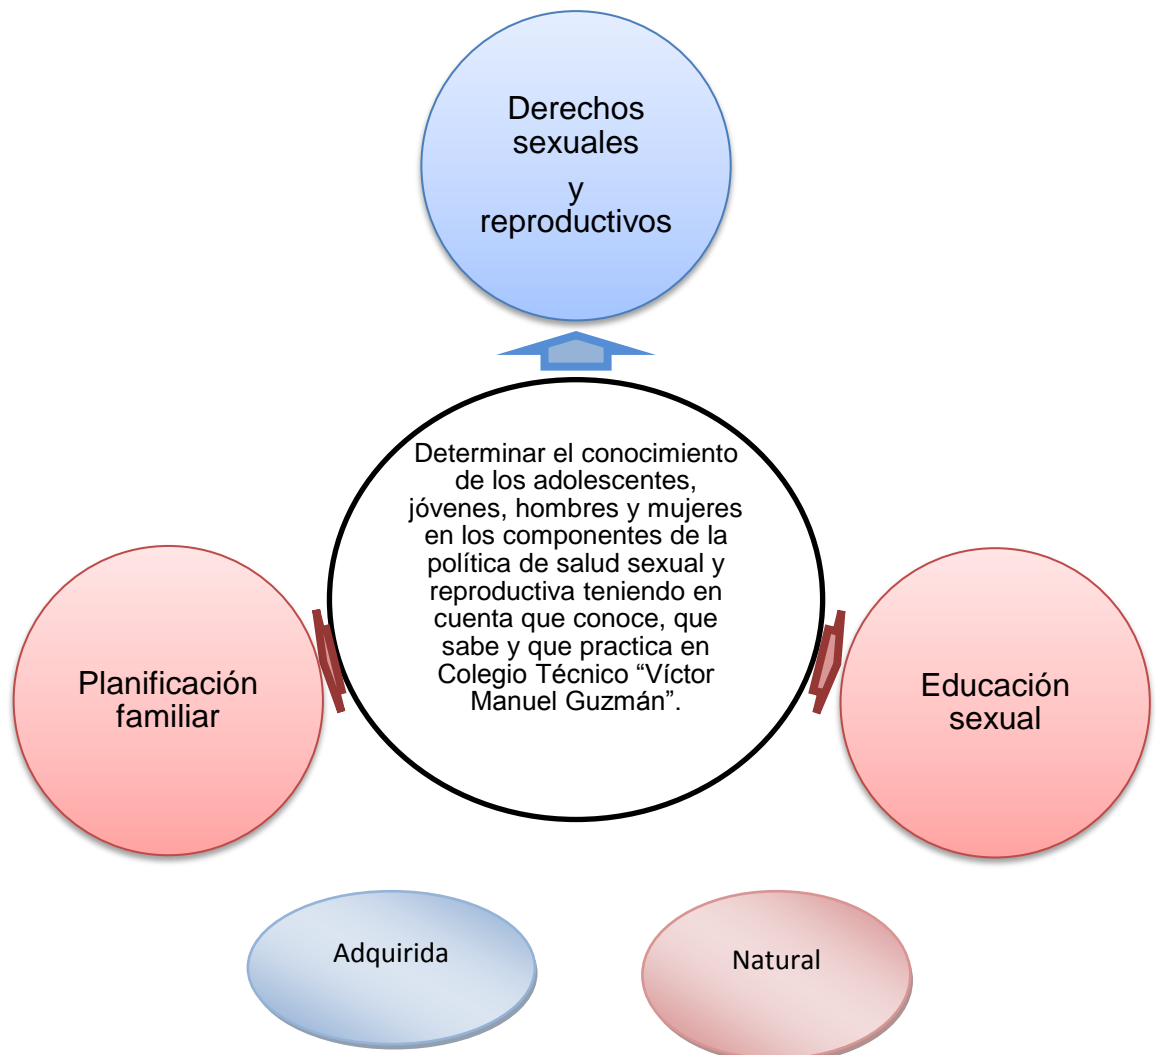 Derechos
sexuales
y
reproductivos
Determinar el conocimiento
de los adolescentes,
jóvenes, hombres y mujeres
en los componentes de la
política de salud sexual y
reproductiva teniendo en
cuenta que conoce, que
sabe y que practica en
Colegio Técnico “Víctor
Manuel Guzmán”.
Planificación
familiar
Educación
sexual
Adquirida
Natural